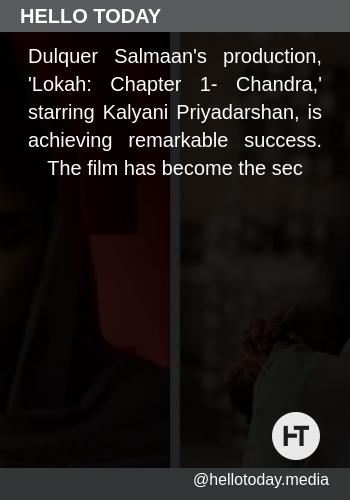 HELLO TODAY
Dulquer Salmaan's production,
'Lokah: Chapter 1- Chandra,'
starring Kalyani Priyadarshan, is
achieving remarkable success.
The film has become the sec
HT
@hellotoday.media